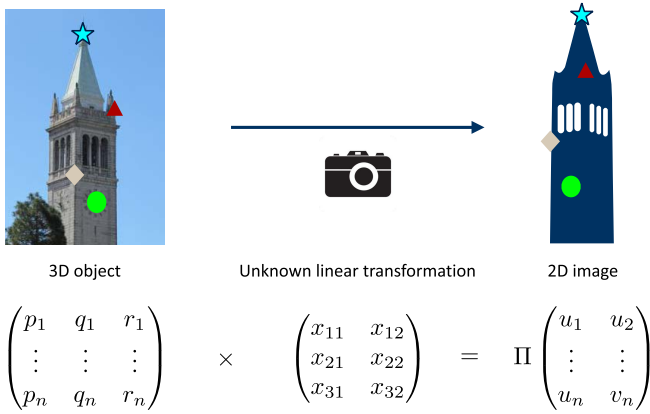 3D object Unknown linear transformation 2D image
p₁ q₁ r₁ x₁₁ x₁₂ u₁ u₂
⋮ ⋮ ⋮ × x₂₁ x₂₂ = Π ⋮ ⋮
pₙ qₙ rₙ x₃₁ x₃₂ uₙ vₙ